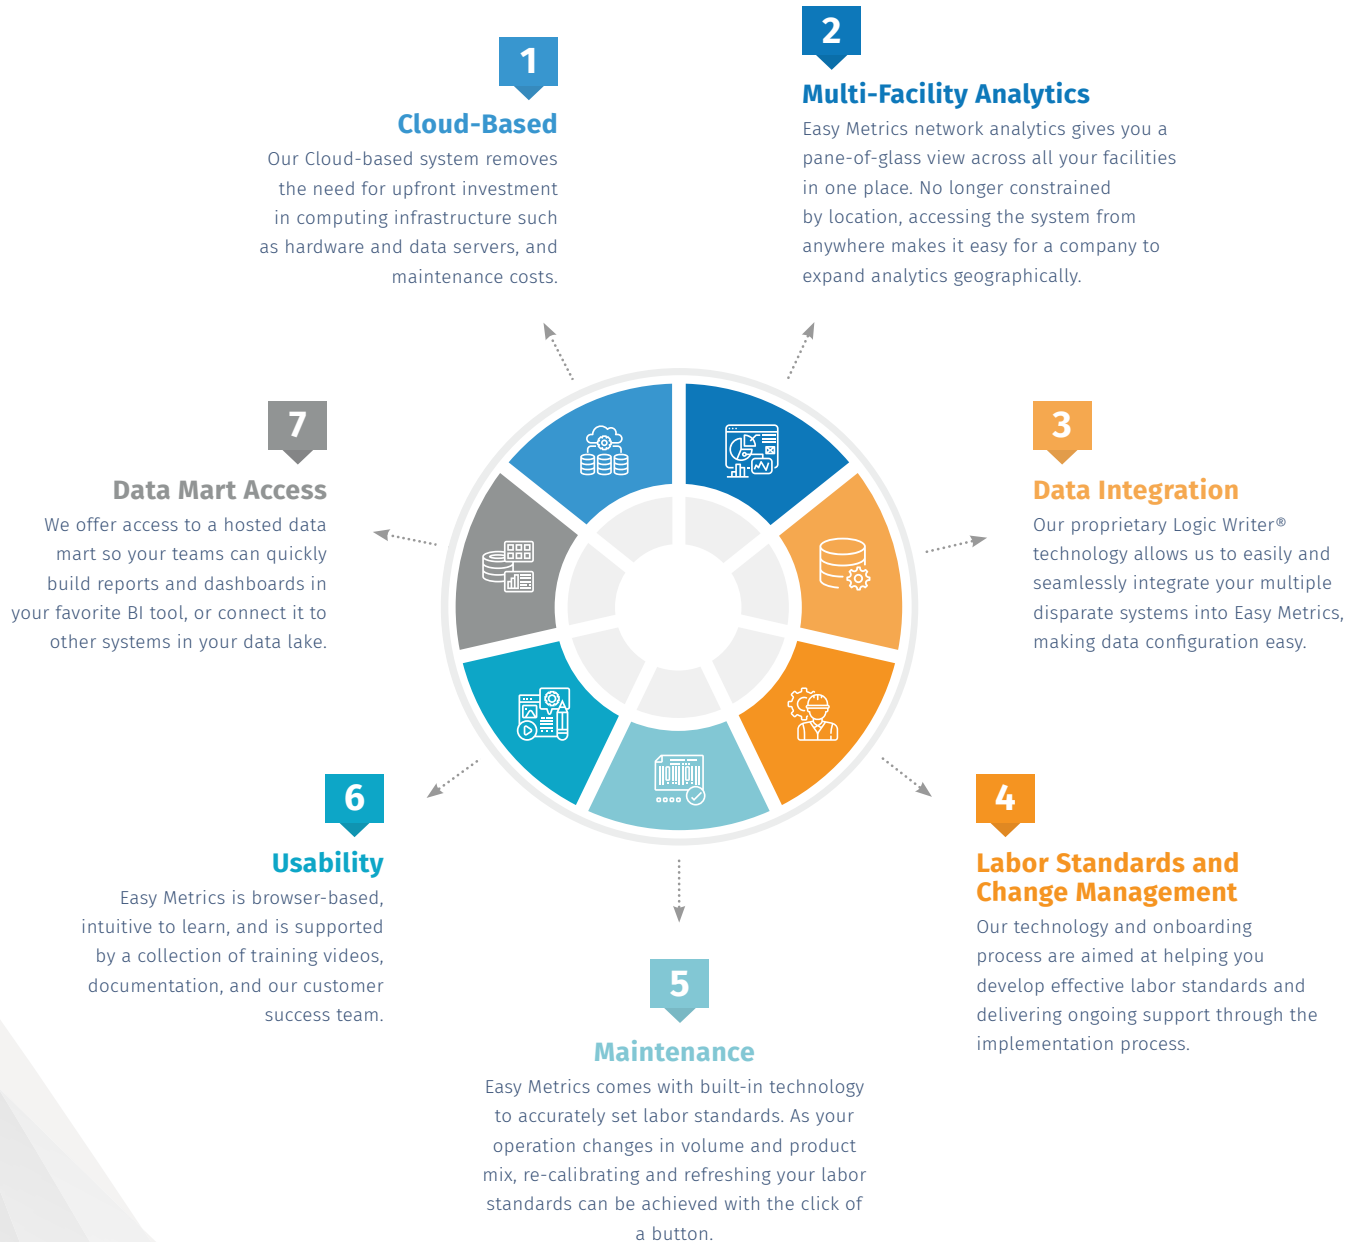 1
Cloud-Based
Our Cloud-based system removes
the need for upfront investment
in computing infrastructure such
as hardware and data servers, and
maintenance costs.
2
Multi-Facility Analytics
Easy Metrics network analytics gives you a
pane-of-glass view across all your facilities
in one place. No longer constrained
by location, accessing the system from
anywhere makes it easy for a company to
expand analytics geographically.
3
Data Integration
Our proprietary Logic Writer®
technology allows us to easily and
seamlessly integrate your multiple
disparate systems into Easy Metrics,
making data configuration easy.
4
Labor Standards and
Change Management
Our technology and onboarding
process are aimed at helping you
develop effective labor standards and
delivering ongoing support through the
implementation process.
5
Maintenance
Easy Metrics comes with built-in technology
to accurately set labor standards. As your
operation changes in volume and product
mix, re-calibrating and refreshing your labor
standards can be achieved with the click of
a button.
6
Usability
Easy Metrics is browser-based,
intuitive to learn, and is supported
by a collection of training videos,
documentation, and our customer
success team.
7
Data Mart Access
We offer access to a hosted data
mart so your teams can quickly
build reports and dashboards in
your favorite BI tool, or connect it to
other systems in your data lake.